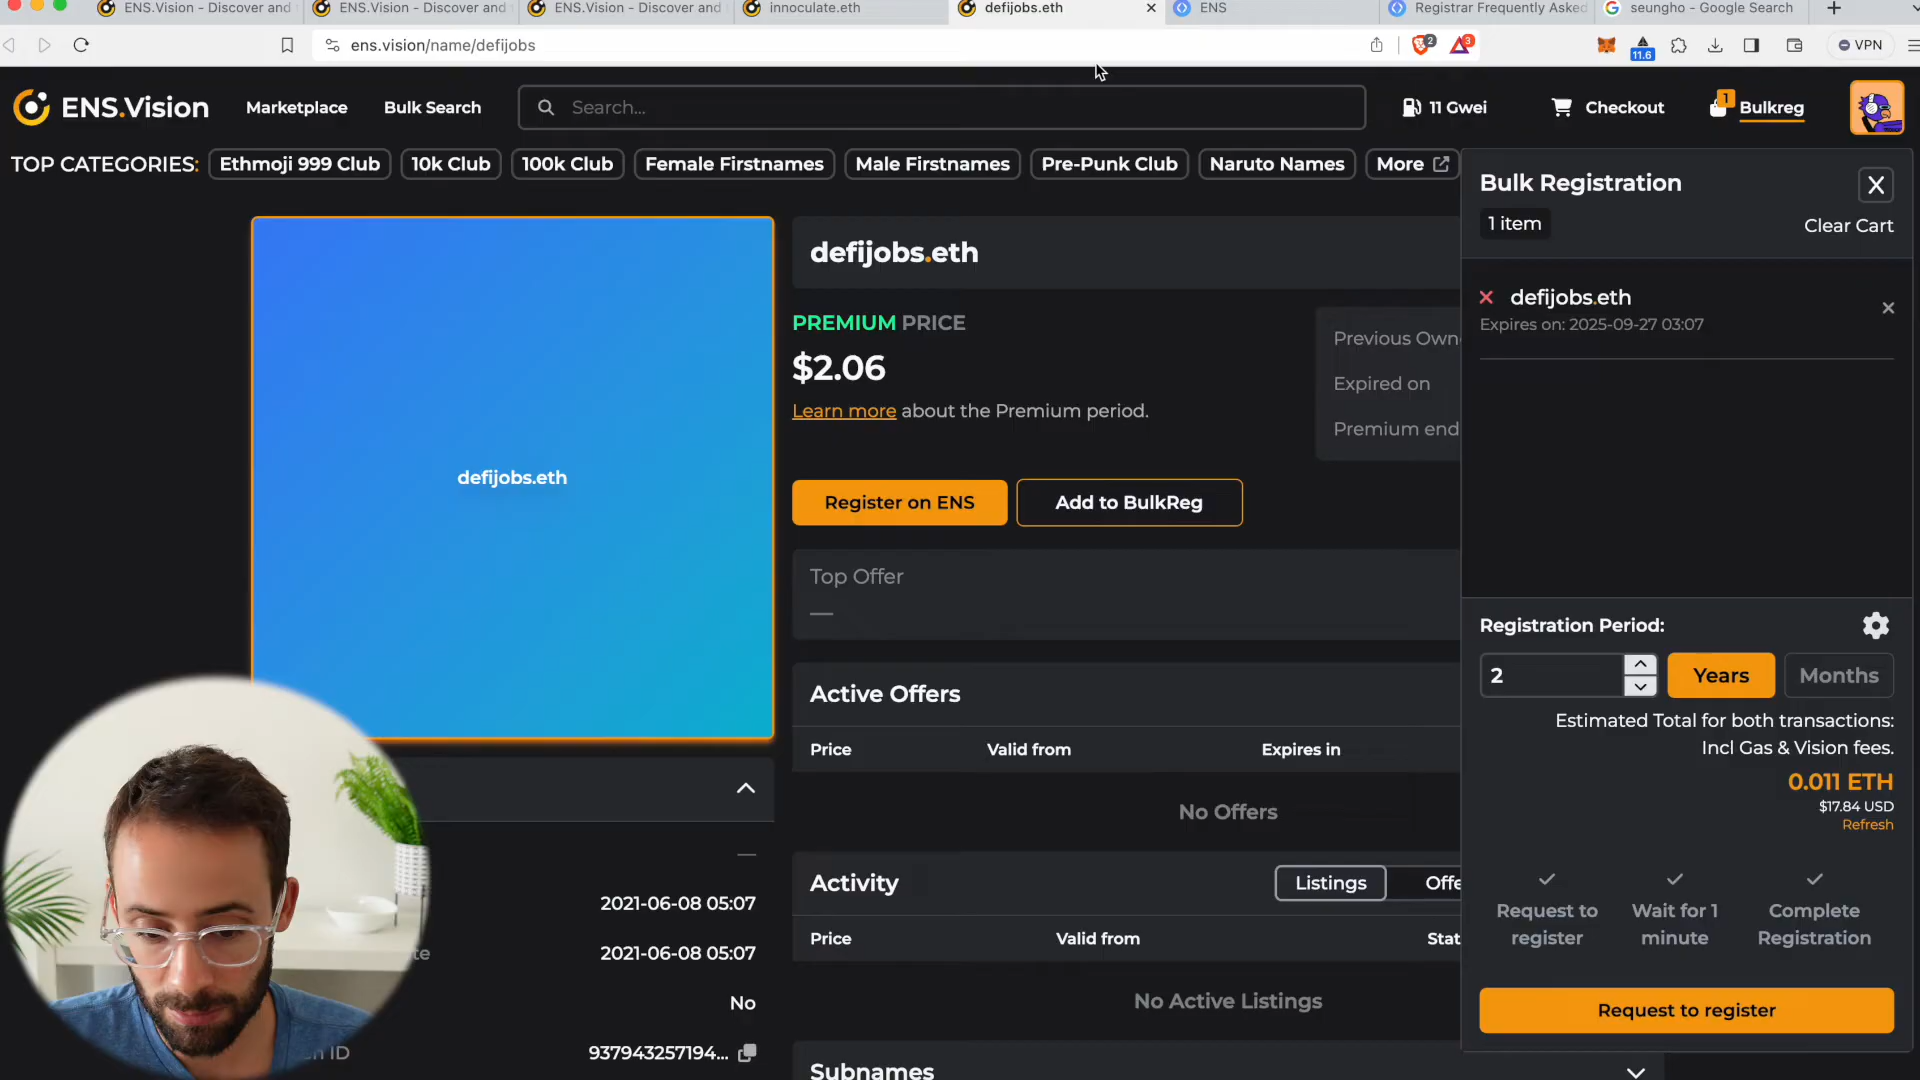 ENS.Vision - Discover and
ENS.Vision - Discover and
ENS.Vision - Discover and
innoculate.eth
defijobs.eth
ENS
Registrar Frequently Asked
seungho - Google Search
ens.vision/name/defijobs
2
3
11.6
VPN
ENS.Vision
Marketplace
Bulk Search
Search...
11 Gwei
Checkout
1
Bulkreg
TOP CATEGORIES:
Ethmoji 999 Club
10k Club
100k Club
Female Firstnames
Male Firstnames
Pre-Punk Club
Naruto Names
More
defijobs.eth
defijobs.eth
PREMIUM PRICE
$2.06
Learn more about the Premium period.
Previous Own
Expired on
Premium end
Register on ENS
Add to BulkReg
Top Offer
—
Active Offers
Price
Valid from
Expires in
No Offers
Activity
Listings
Offe
Price
Valid from
Stat
No Active Listings
Subnames
—
2021-06-08 05:07
2021-06-08 05:07
No
ID
937943257194...
Bulk Registration
X
1 item
Clear Cart
defijobs.eth
Expires on: 2025-09-27 03:07
Registration Period:
2
Years
Months
Estimated Total for both transactions:
Incl Gas & Vision fees.
0.011 ETH
$17.84 USD
Refresh
Request to
register
Wait for 1
minute
Complete
Registration
Request to register